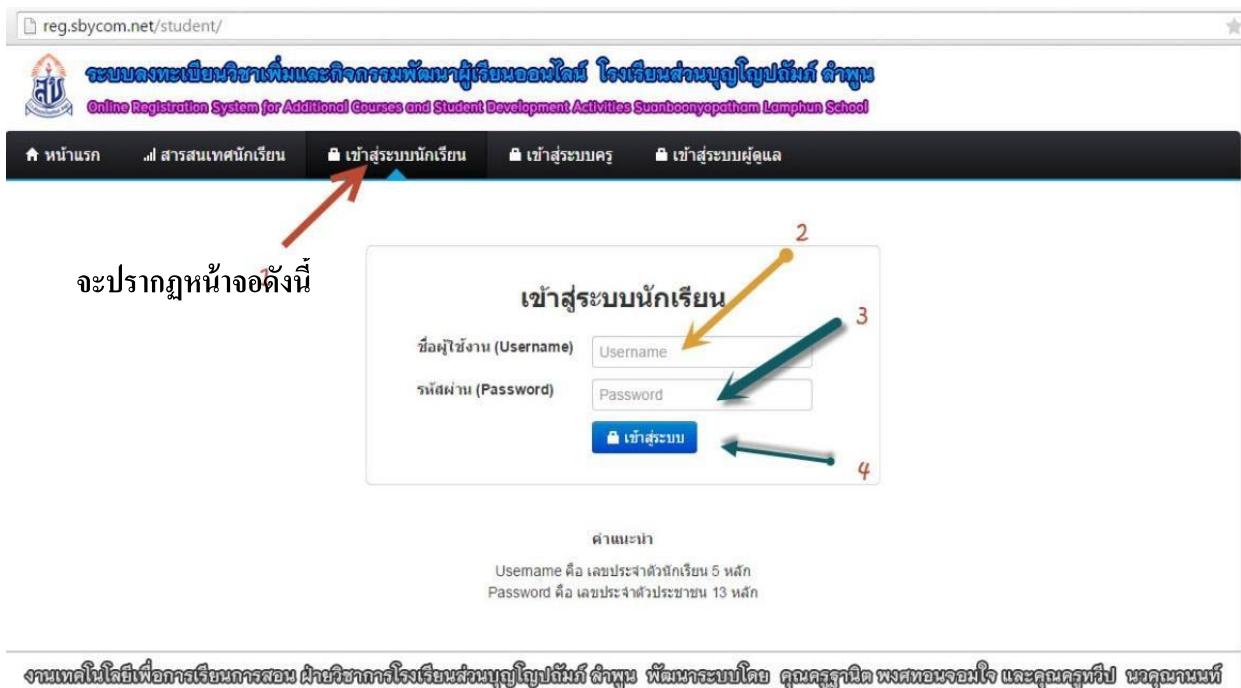 reg.sbycom.net/student/
สบ
ระบบลงทะเบียนวิชาเพิ่มและกิจกรรมพัฒนาผู้เรียนออนไลน์ โรงเรียนส่วนบุญโญปถัมภ์ ลำพูน
Online Registration System for Additional Courses and Student Development Activities Suanboonyopatham Lamphun School
หน้าแรก สารสนเทศนักเรียน เข้าสู่ระบบนักเรียน เข้าสู่ระบบครู เข้าสู่ระบบผู้ดูแล
2
จะปรากฏหน้าจอดังนี้
เข้าสู่ระบบนักเรียน
3
ชื่อผู้ใช้งาน (Username) Username
รหัสผ่าน (Password) Password
เข้าสู่ระบบ
4
คำแนะนำ
Username คือ เลขประจำตัวนักเรียน 5 หลัก
Password คือ เลขประจำตัวประชาชน 13 หลัก
งานเทคโนโลยีเพื่อการเรียนการสอน ฝ่ายวิชาการโรงเรียนส่วนบุญโญปถัมภ์ ลำพูน พัฒนาระบบโดย คุณครูฐานิต พงศทอนจอมใจ และคุณครูทวีป นวคุณานนท์